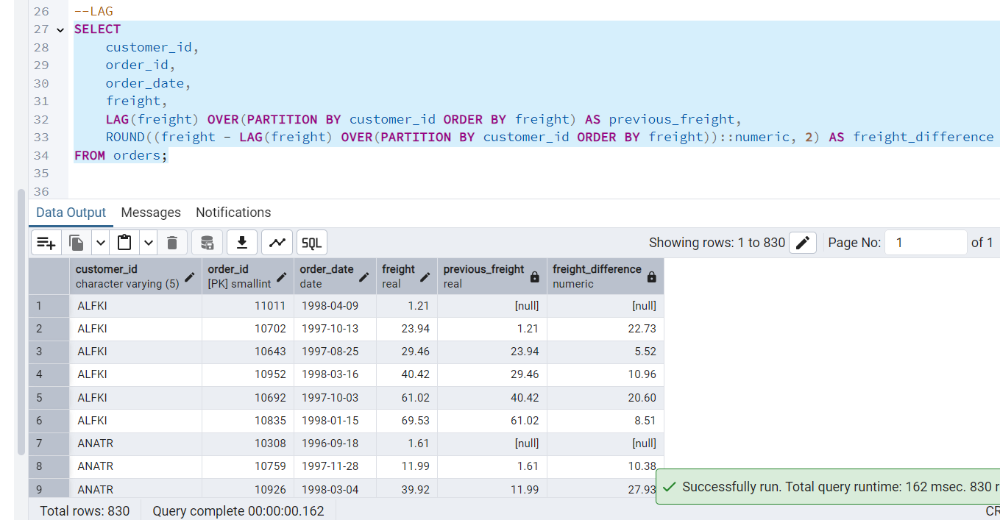 26 --LAG
27 SELECT
28 customer_id,
29 order_id,
30 order_date,
31 freight,
32 LAG(freight) OVER(PARTITION BY customer_id ORDER BY freight) AS previous_freight,
33 ROUND((freight - LAG(freight) OVER(PARTITION BY customer_id ORDER BY freight))::numeric, 2) AS freight_difference
34 FROM orders;
35
36
Data Output Messages Notifications
SQL Showing rows: 1 to 830 Page No: 1 of 1
customer_id order_id order_date freight previous_freight freight_difference
character varying (5) [PK] smallint date real real numeric
1 ALFKI 11011 1998-04-09 1.21 [null] [null]
2 ALFKI 10702 1997-10-13 23.94 1.21 22.73
3 ALFKI 10643 1997-08-25 29.46 23.94 5.52
4 ALFKI 10952 1998-03-16 40.42 29.46 10.96
5 ALFKI 10692 1997-10-03 61.02 40.42 20.60
6 ALFKI 10835 1998-01-15 69.53 61.02 8.51
7 ANATR 10308 1996-09-18 1.61 [null] [null]
8 ANATR 10759 1997-11-28 11.99 1.61 10.38
9 ANATR 10926 1998-03-04 39.92 11.99 27.93
Successfully run. Total query runtime: 162 msec. 830 r
Total rows: 830 Query complete 00:00:00.162 CR